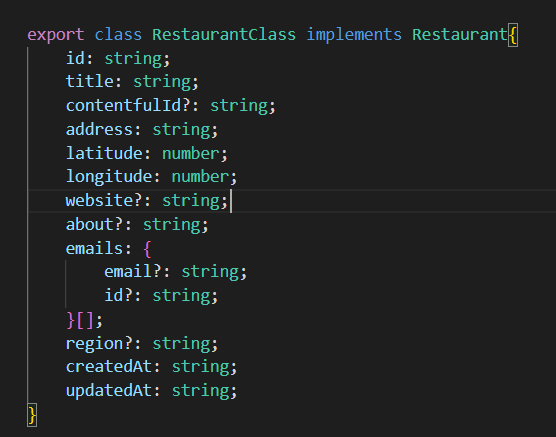 export class RestaurantClass implements Restaurant{
id: string;
title: string;
contentfulId?: string;
address: string;
latitude: number;
longitude: number;
website?: string;
about?: string;
emails: {
email?: string;
id?: string;
}[];
region?: string;
createdAt: string;
updatedAt: string;
}